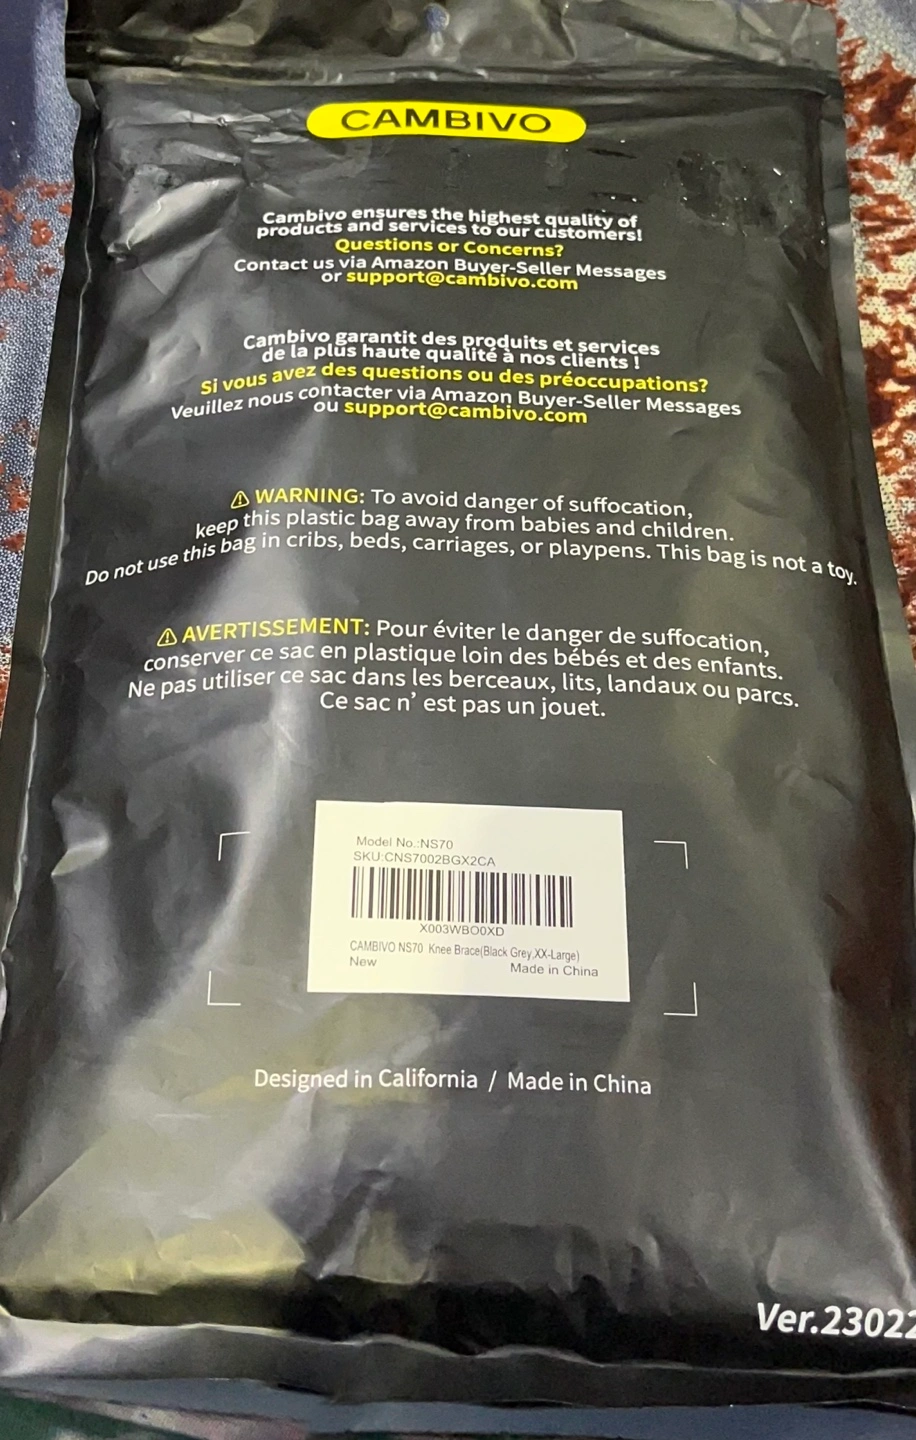 CAMBIVO
Cambivo ensures the highest quality of
products and services to our customers!
Questions or Concerns?
Contact us via Amazon Buyer-Seller Messages
or support@cambivo.com
Cambivo garantit des produits et services
de la plus haute qualité à nos clients !
Si vous avez des questions ou des préoccupations?
Veuillez nous contacter via Amazon Buyer-Seller Messages
ou support@cambivo.com
⚠ WARNING: To avoid danger of suffocation,
keep this plastic bag away from babies and children.
Do not use this bag in cribs, beds, carriages, or playpens. This bag is not a toy.
⚠ AVERTISSEMENT: Pour éviter le danger de suffocation,
conserver ce sac en plastique loin des bébés et des enfants.
Ne pas utiliser ce sac dans les berceaux, lits, landaux ou parcs.
Ce sac n’ est pas un jouet.
Model No.:NS70
SKU:CNS7002BGX2CA
X003WBO0XD
CAMBIVO NS70 Knee Brace(Black Grey,XX-Large)
New Made in China
Designed in California / Made in China
Ver.23022